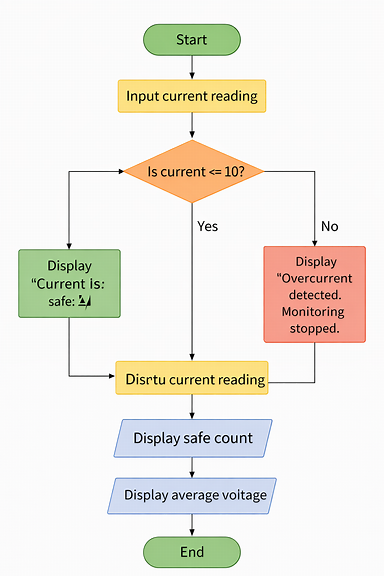 Start
Input current reading
Is current <= 10?
Yes
No
Display
“Current is:
safe:
Display
“Overcurrent
detected.
Monitoring
stopped.
current reading
Display safe count
Display average voltage
End